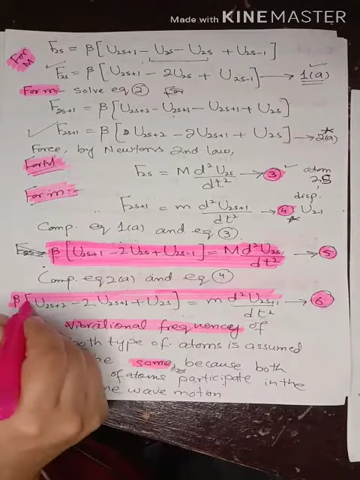 Made with KINEMASTER
For M
F2s = β [U2s+1 - U2s - U2s + U2s-1]
F2s = β [U2s+1 - 2U2s + U2s-1] → 1(a)
For m solve eq 2
F2s+1 = β [U2s+2 - U2s+1 - U2s+1 + U2s]
F2s+1 = β [U2s+2 - 2U2s+1 + U2s] → 2(a)
Force, by Newtons 2nd law,
For M F2s = M d²U2s/dt² → 3 atom 2s
For m:- disp.
F2s+1 = m d²U2s+1/dt² → 4
Comp. eq 1(a) and eq 3
β [U2s+1 - 2U2s + U2s-1] = M d²U2s/dt² → 5
Comp. eq 2(a) and eq 4
β [U2s+2 - 2U2s+1 + U2s] = m d²U2s+1/dt² → 6
vibrational frequency of
both type of atoms is assumed
same, because both
of atoms participate in the
wave motion